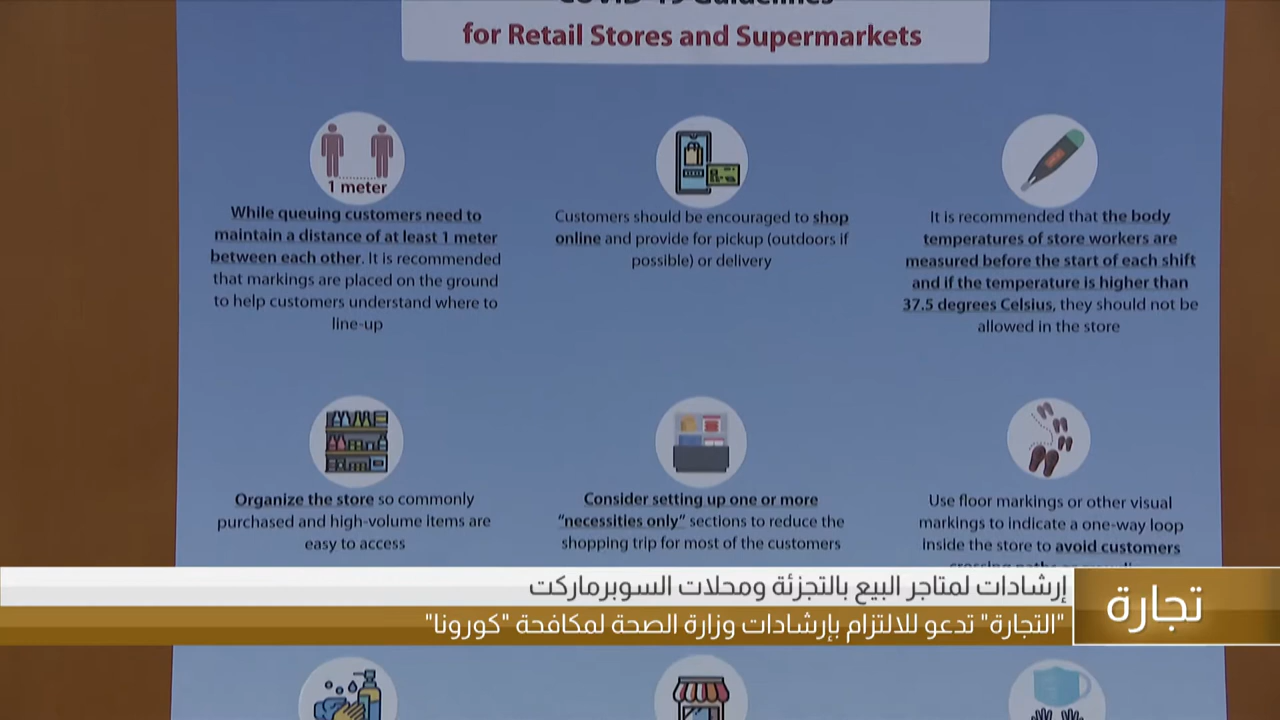 COVID-19 Guidelines
for Retail Stores and Supermarkets
1 meter
While queuing customers need to
maintain a distance of at least 1 meter
between each other. It is recommended
that markings are placed on the ground
to help customers understand where to
line-up
Customers should be encouraged to shop
online and provide for pickup (outdoors if
possible) or delivery
It is recommended that the body
temperatures of store workers are
measured before the start of each shift
and if the temperature is higher than
37.5 degrees Celsius, they should not be
allowed in the store
Organize the store so commonly
purchased and high-volume items are
easy to access
Consider setting up one or more
"necessities only" sections to reduce the
shopping trip for most of the customers
Use floor markings or other visual
markings to indicate a one-way loop
inside the store to avoid customers
إرشادات لمتاجر البيع بالتجزئة ومحلات السوبرماركت
"التجارة" تدعو للالتزام بإرشادات وزارة الصحة لمكافحة "كورونا"
تجارة